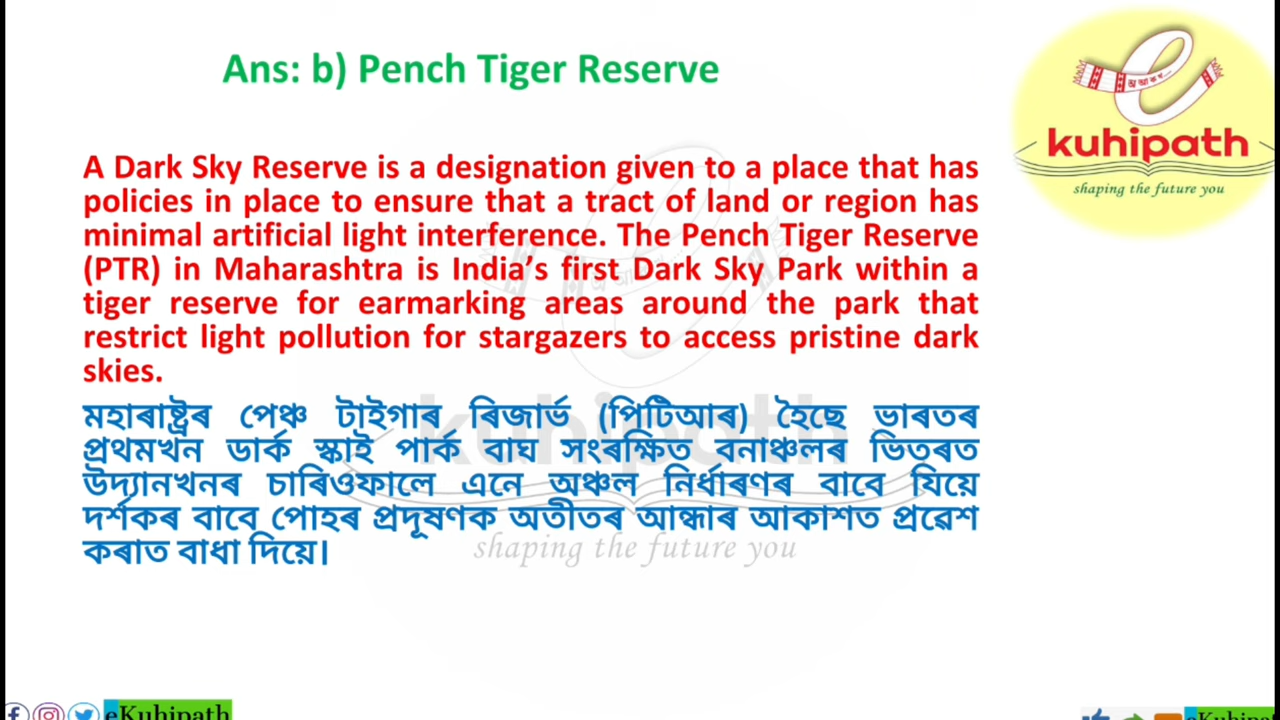 Ans: b) Pench Tiger Reserve
অ আ ক খ...
kuhipath
shaping the future you
A Dark Sky Reserve is a designation given to a place that has
policies in place to ensure that a tract of land or region has
minimal artificial light interference. The Pench Tiger Reserve
(PTR) in Maharashtra is India’s first Dark Sky Park within a
tiger reserve for earmarking areas around the park that
restrict light pollution for stargazers to access pristine dark
skies.
মহাৰাষ্ট্ৰৰ পেঞ্চ টাইগাৰ ৰিজাৰ্ভ (পিটিআৰ) হৈছে ভাৰতৰ
প্ৰথমখন ডাৰ্ক স্কাই পাৰ্ক বাঘ সংৰক্ষিত বনাঞ্চলৰ ভিতৰত
উদ্যানখনৰ চাৰিওফালে এনে অঞ্চল নিৰ্ধাৰণৰ বাবে যিয়ে
দৰ্শকৰ বাবে পোহৰ প্ৰদূষণক অতীতৰ আন্ধাৰ আকাশত প্ৰৱেশ
কৰাত বাধা দিয়ে।
kuhipath
shaping the future you
eKuhipath